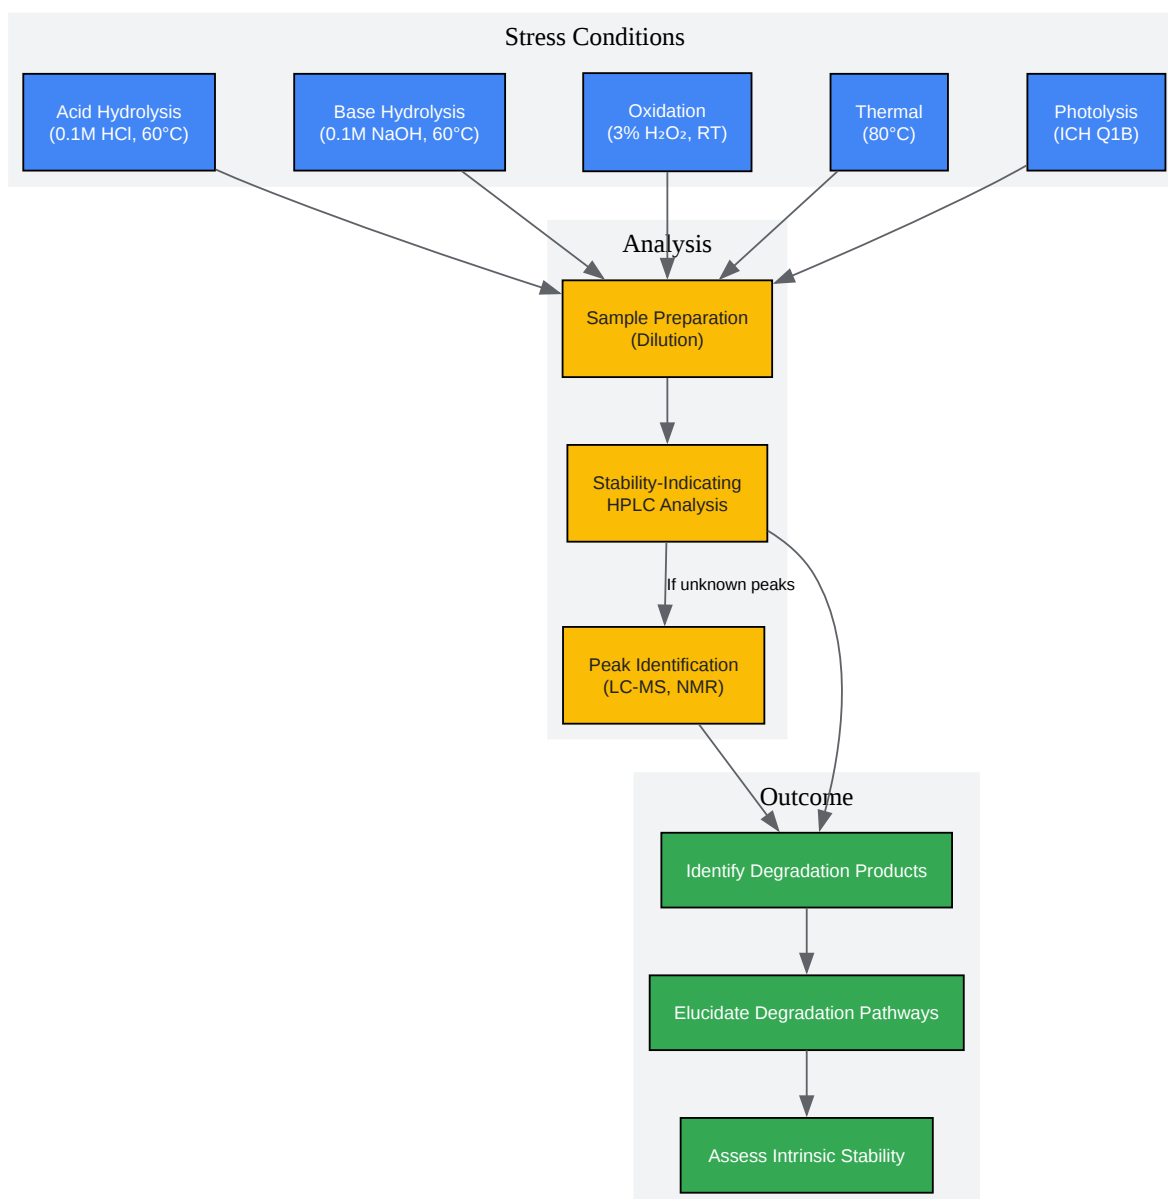 Stress Conditions
Acid Hydrolysis
(0.1M HCl, 60°C)
Base Hydrolysis
(0.1M NaOH, 60°C)
Oxidation
(3% H₂O₂, RT)
Thermal
(80°C)
Photolysis
(ICH Q1B)
Analysis
Sample Preparation
(Dilution)
Stability-Indicating
HPLC Analysis
If unknown peaks
Peak Identification
(LC-MS, NMR)
Outcome
Identify Degradation Products
Elucidate Degradation Pathways
Assess Intrinsic Stability